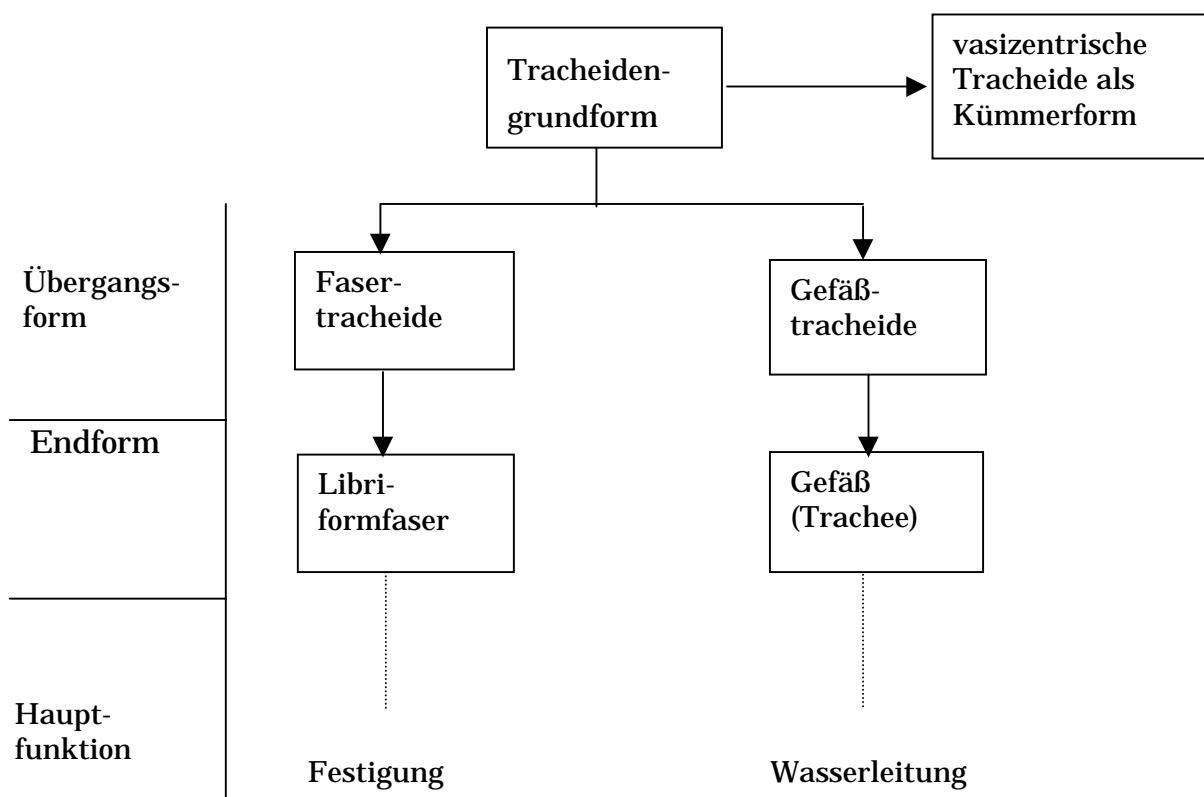 Tracheiden-
grundform
vasizentrische
Tracheide als
Kümmerform
Übergangs-
form
Faser-
tracheide
Gefäß-
tracheide
Endform
Libri-
formfaser
Gefäß
(Trachee)
Haupt-
funktion
Festigung
Wasserleitung